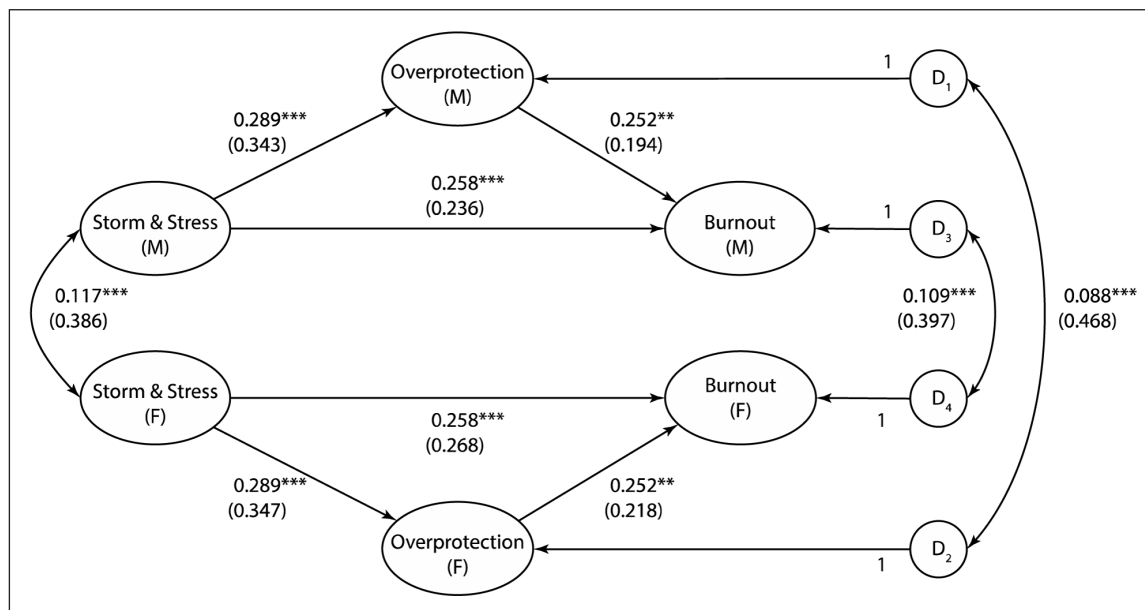 Overprotection
(M)
1
D₁
0.289***
(0.343)
0.252**
(0.194)
0.258***
(0.236)
Storm & Stress
(M)
Burnout
(M)
1
D₃
0.117***
(0.386)
0.109***
(0.397)
0.088***
(0.468)
Storm & Stress
(F)
Burnout
(F)
1
D₄
0.258***
(0.268)
0.289***
(0.347)
0.252**
(0.218)
Overprotection
(F)
1
D₂